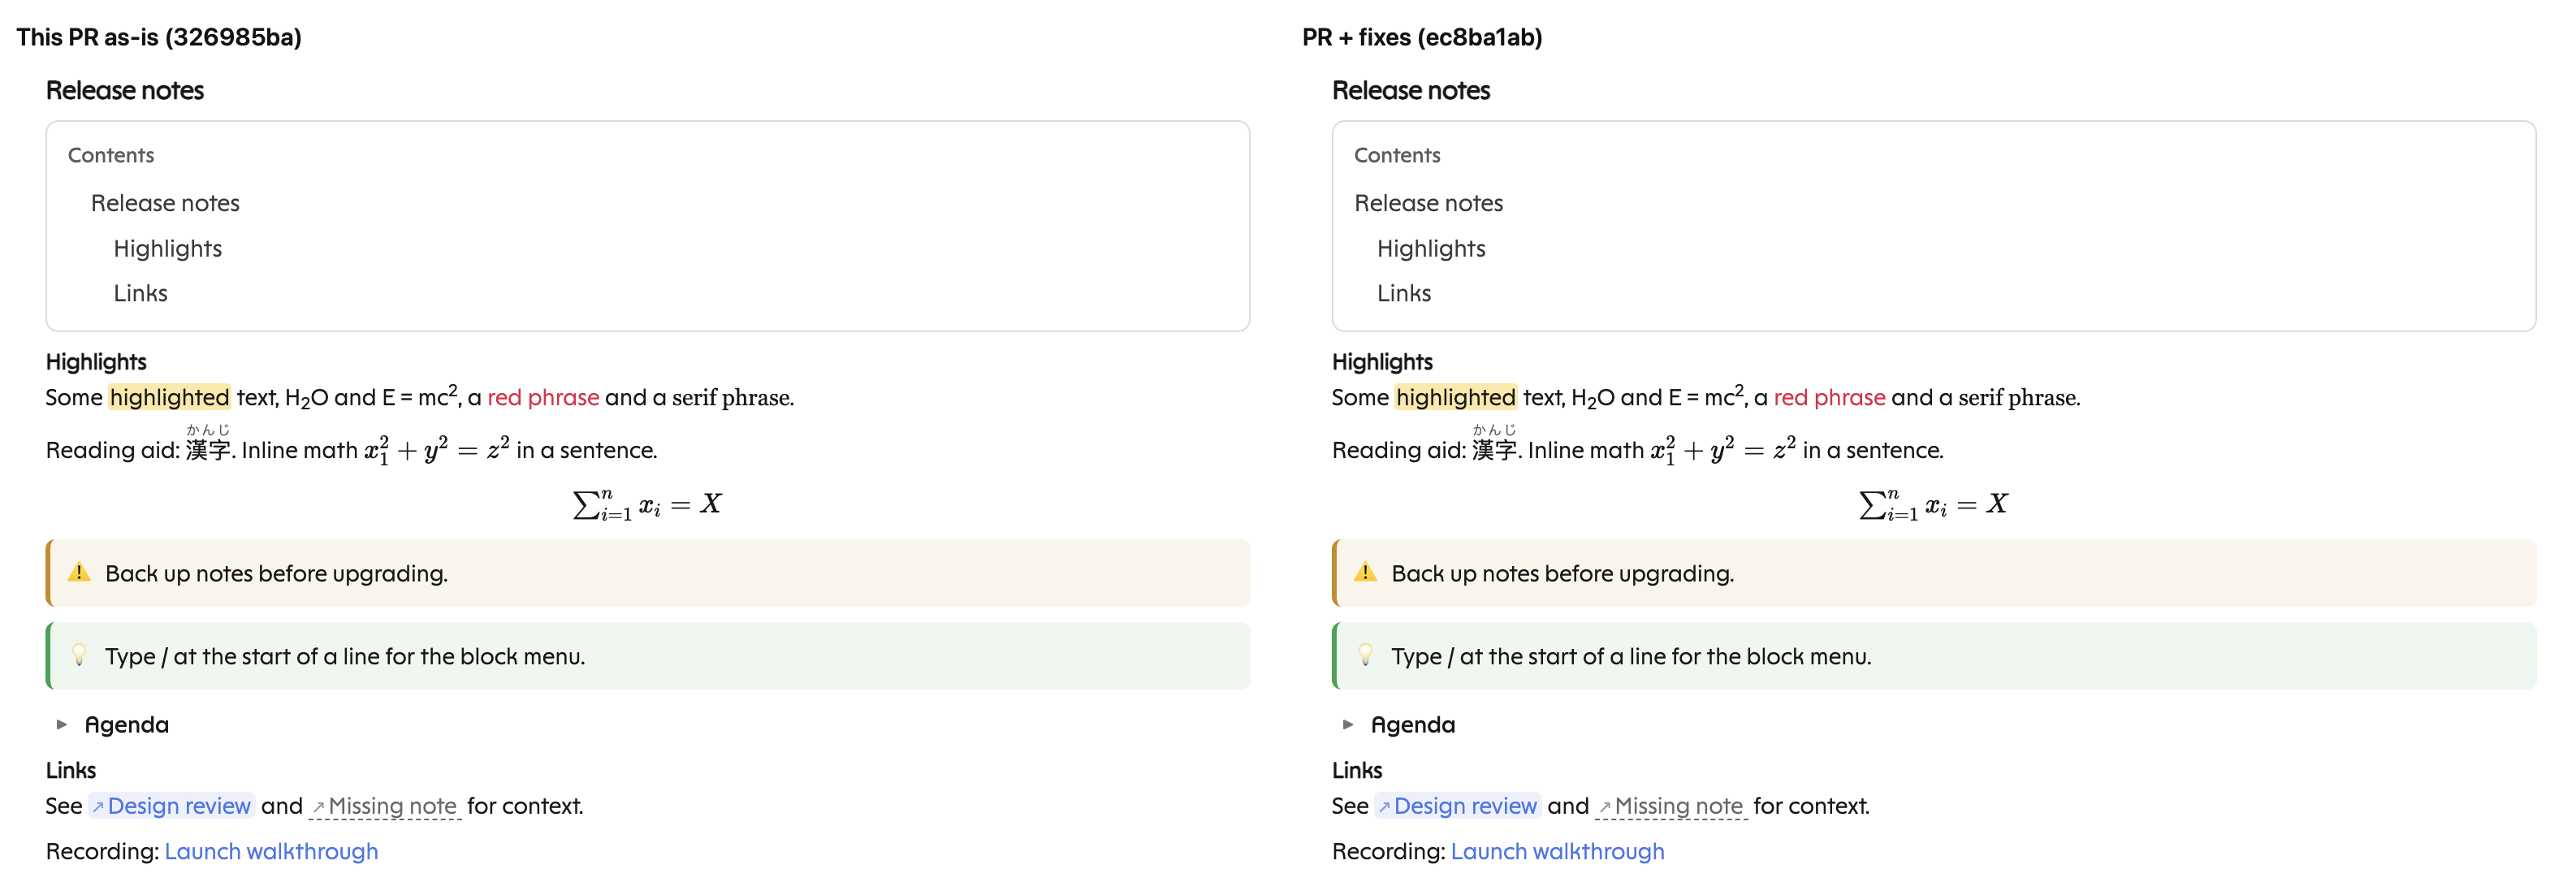 This PR as-is (326985ba)
Release notes
Contents
Release notes
Highlights
Links
Highlights
Some highlighted text, H₂O and E = mc², a red phrase and a serif phrase.
かんじ
Reading aid: 漢字. Inline math x₁² + y² = z² in a sentence.
∑ᵢ₌₁ⁿ xᵢ = X
⚠️ Back up notes before upgrading.
💡 Type / at the start of a line for the block menu.
▸ Agenda
Links
See ↗Design review and ↗Missing note for context.
Recording: Launch walkthrough
PR + fixes (ec8ba1ab)
Release notes
Contents
Release notes
Highlights
Links
Highlights
Some highlighted text, H₂O and E = mc², a red phrase and a serif phrase.
かんじ
Reading aid: 漢字. Inline math x₁² + y² = z² in a sentence.
∑ᵢ₌₁ⁿ xᵢ = X
⚠️ Back up notes before upgrading.
💡 Type / at the start of a line for the block menu.
▸ Agenda
Links
See ↗Design review and ↗Missing note for context.
Recording: Launch walkthrough